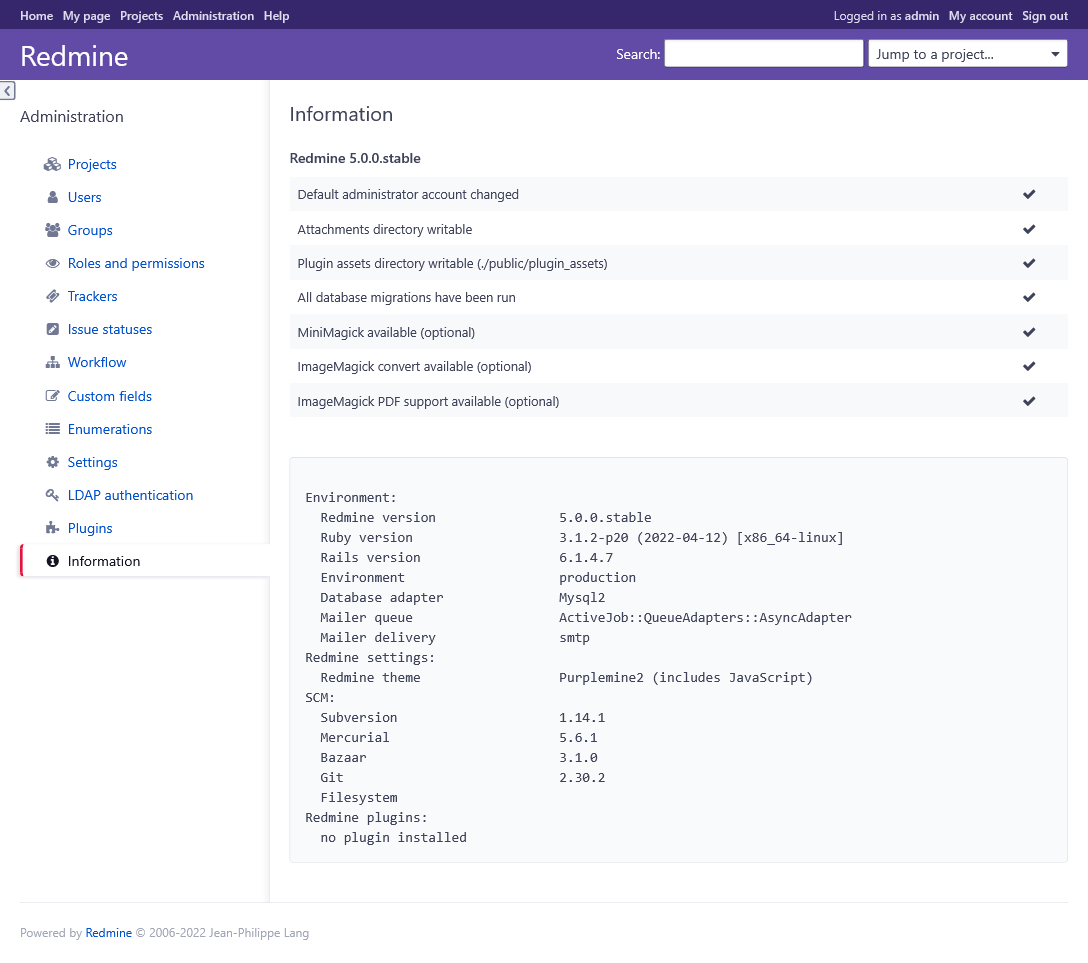 Home My page Projects Administration Help Logged in as admin My account Sign out
Redmine Search: Jump to a project...
Administration
Projects
Users
Groups
Roles and permissions
Trackers
Issue statuses
Workflow
Custom fields
Enumerations
Settings
LDAP authentication
Plugins
Information
Information
Redmine 5.0.0.stable
Default administrator account changed
Attachments directory writable
Plugin assets directory writable (./public/plugin_assets)
All database migrations have been run
MiniMagick available (optional)
ImageMagick convert available (optional)
ImageMagick PDF support available (optional)
Environment:
Redmine version 5.0.0.stable
Ruby version 3.1.2-p20 (2022-04-12) [x86_64-linux]
Rails version 6.1.4.7
Environment production
Database adapter Mysql2
Mailer queue ActiveJob::QueueAdapters::AsyncAdapter
Mailer delivery smtp
Redmine settings:
Redmine theme Purplemine2 (includes JavaScript)
SCM:
Subversion 1.14.1
Mercurial 5.6.1
Bazaar 3.1.0
Git 2.30.2
Filesystem
Redmine plugins:
no plugin installed
Powered by Redmine © 2006-2022 Jean-Philippe Lang